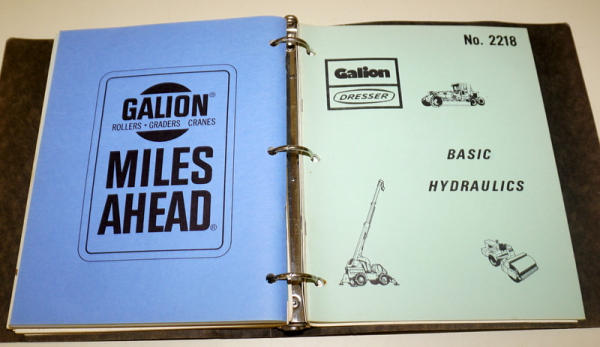 GALION®
ROLLERS • GRADERS CRANES
MILES
AHEAD®
No. 2218
Galion
DRESSER
BASIC
HYDRAULICS